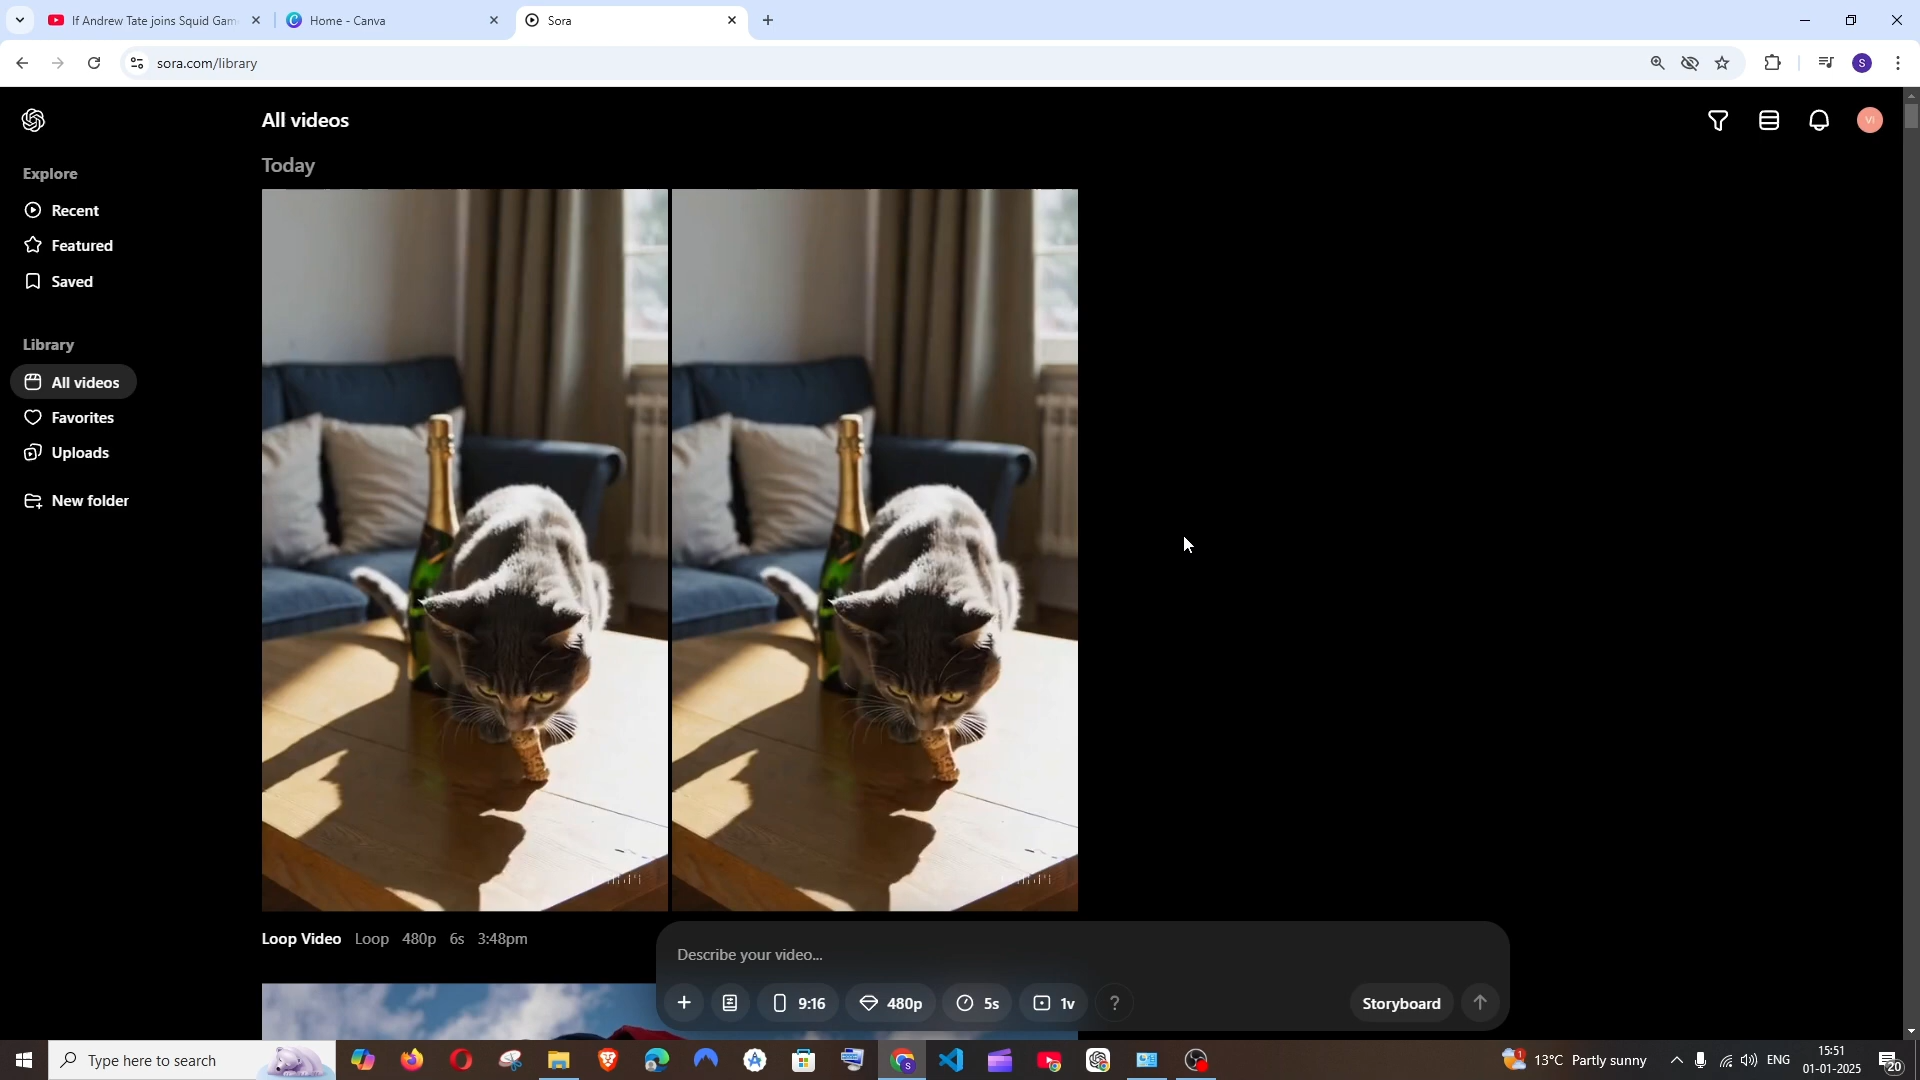 If Andrew Tate joins Squid Gam
Home - Canva
Sora
sora.com/library
S
All videos
VI
Today
Explore
Recent
Featured
Saved
Library
All videos
Favorites
Uploads
New folder
Loop Video Loop 480p 6s 3:48pm
Describe your video...
9:16 480p 5s 1v ? Storyboard
Type here to search
13°C Partly sunny
ENG
15:51
01-01-2025
20